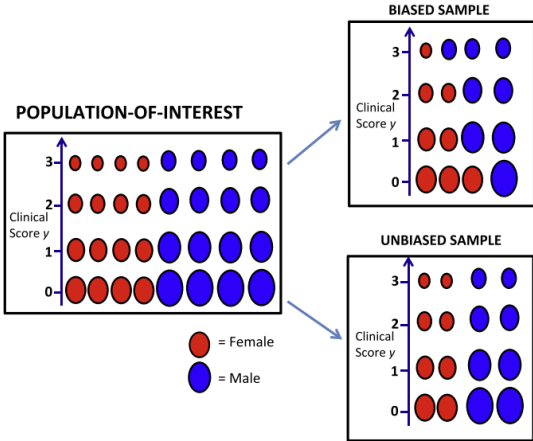 BIASED SAMPLE
3
2
Clinical
Score y
1
0
POPULATION-OF-INTEREST
3
2
Clinical
Score y
1
0
UNBIASED SAMPLE
3
2
Clinical
Score y
1
0
= Female
= Male